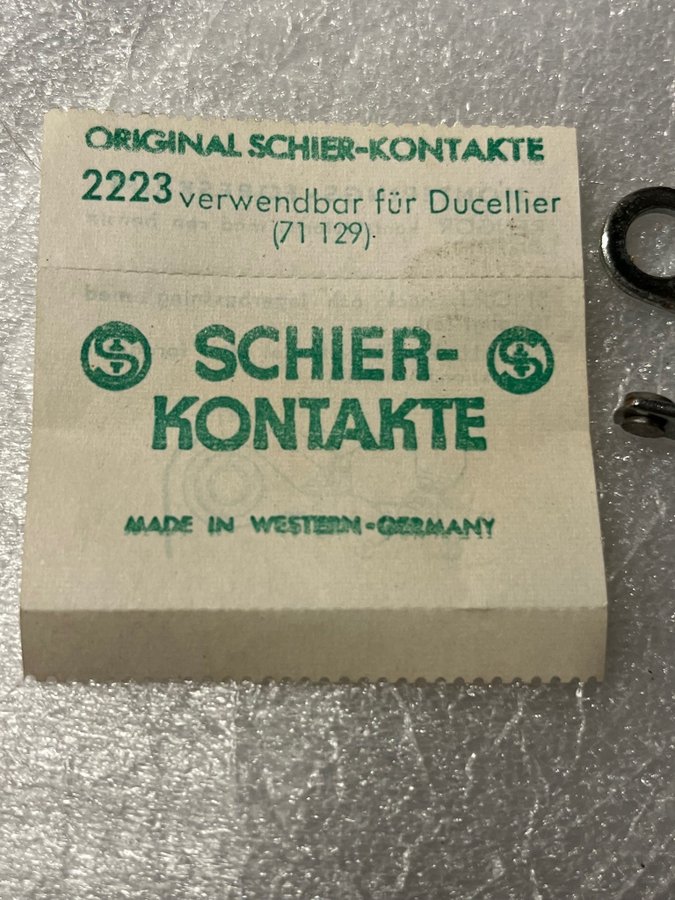 ORIGINAL SCHIER-KONTAKTE
2223 verwendbar für Ducellier
(71 129)
SCHIER-
KONTAKTE
MADE IN WESTERN-GERMANY